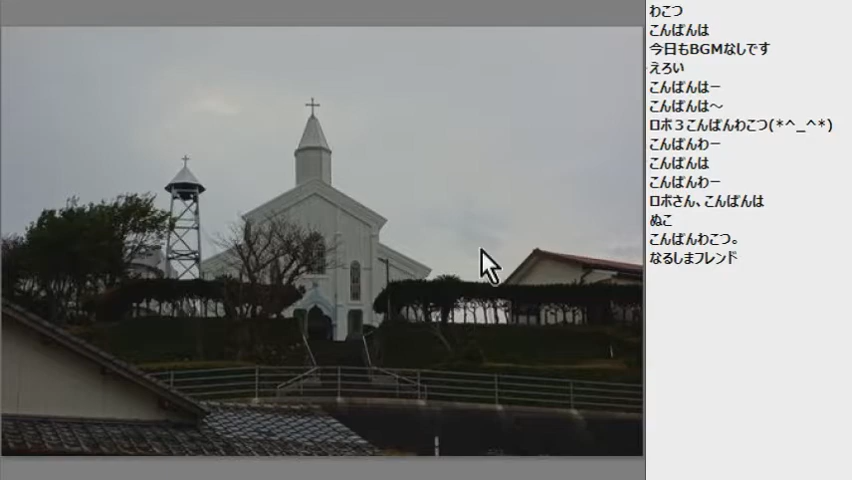 わこつ
こんばんは
今日もBGMなしです
えろい
こんばんはー
こんばんは～
ロボ３こんばんわこつ(*^_^*)
こんばんわー
こんばんは
こんばんわー
ロボさん、こんばんは
ぬこ
こんばんわこつ。
なるしまフレンド